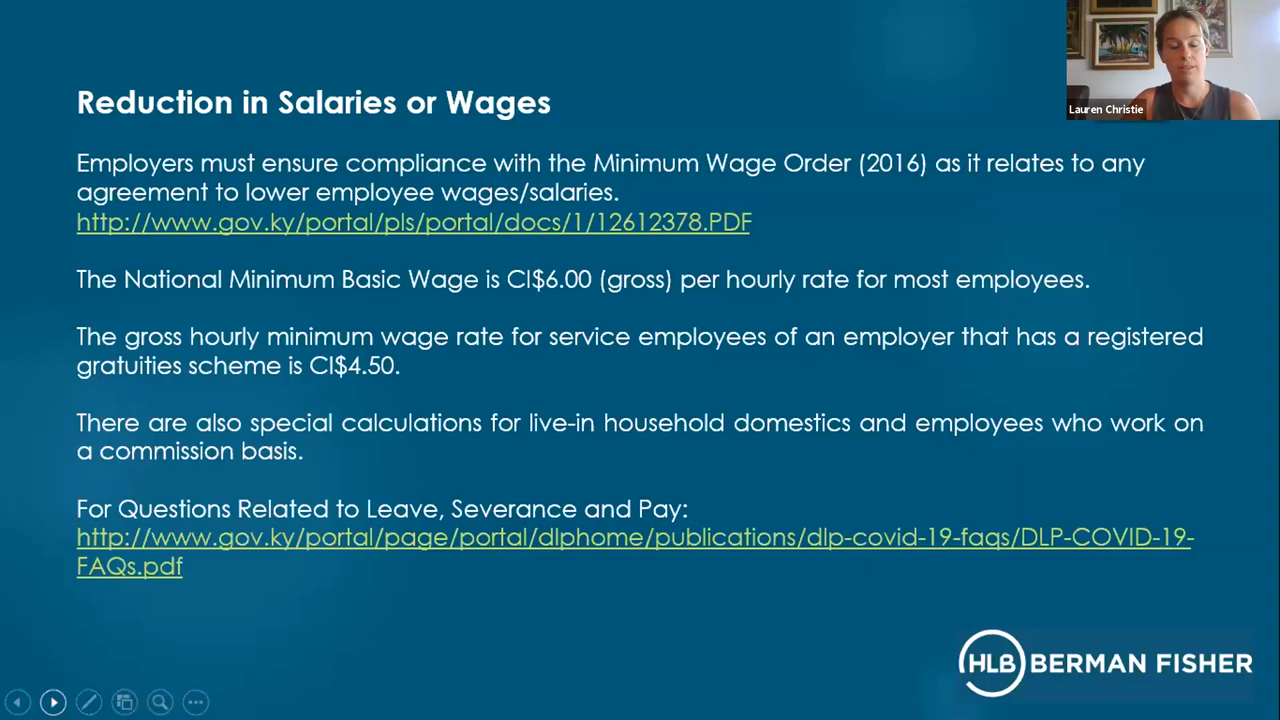 Lauren Christie
Reduction in Salaries or Wages
Employers must ensure compliance with the Minimum Wage Order (2016) as it relates to any
agreement to lower employee wages/salaries.
http://www.gov.ky/portal/pls/portal/docs/1/12612378.PDF
The National Minimum Basic Wage is CI$6.00 (gross) per hourly rate for most employees.
The gross hourly minimum wage rate for service employees of an employer that has a registered
gratuities scheme is CI$4.50.
There are also special calculations for live-in household domestics and employees who work on
a commission basis.
For Questions Related to Leave, Severance and Pay:
http://www.gov.ky/portal/page/portal/dlphome/publications/dlp-covid-19-faqs/DLP-COVID-19-
FAQs.pdf
HLB BERMAN FISHER